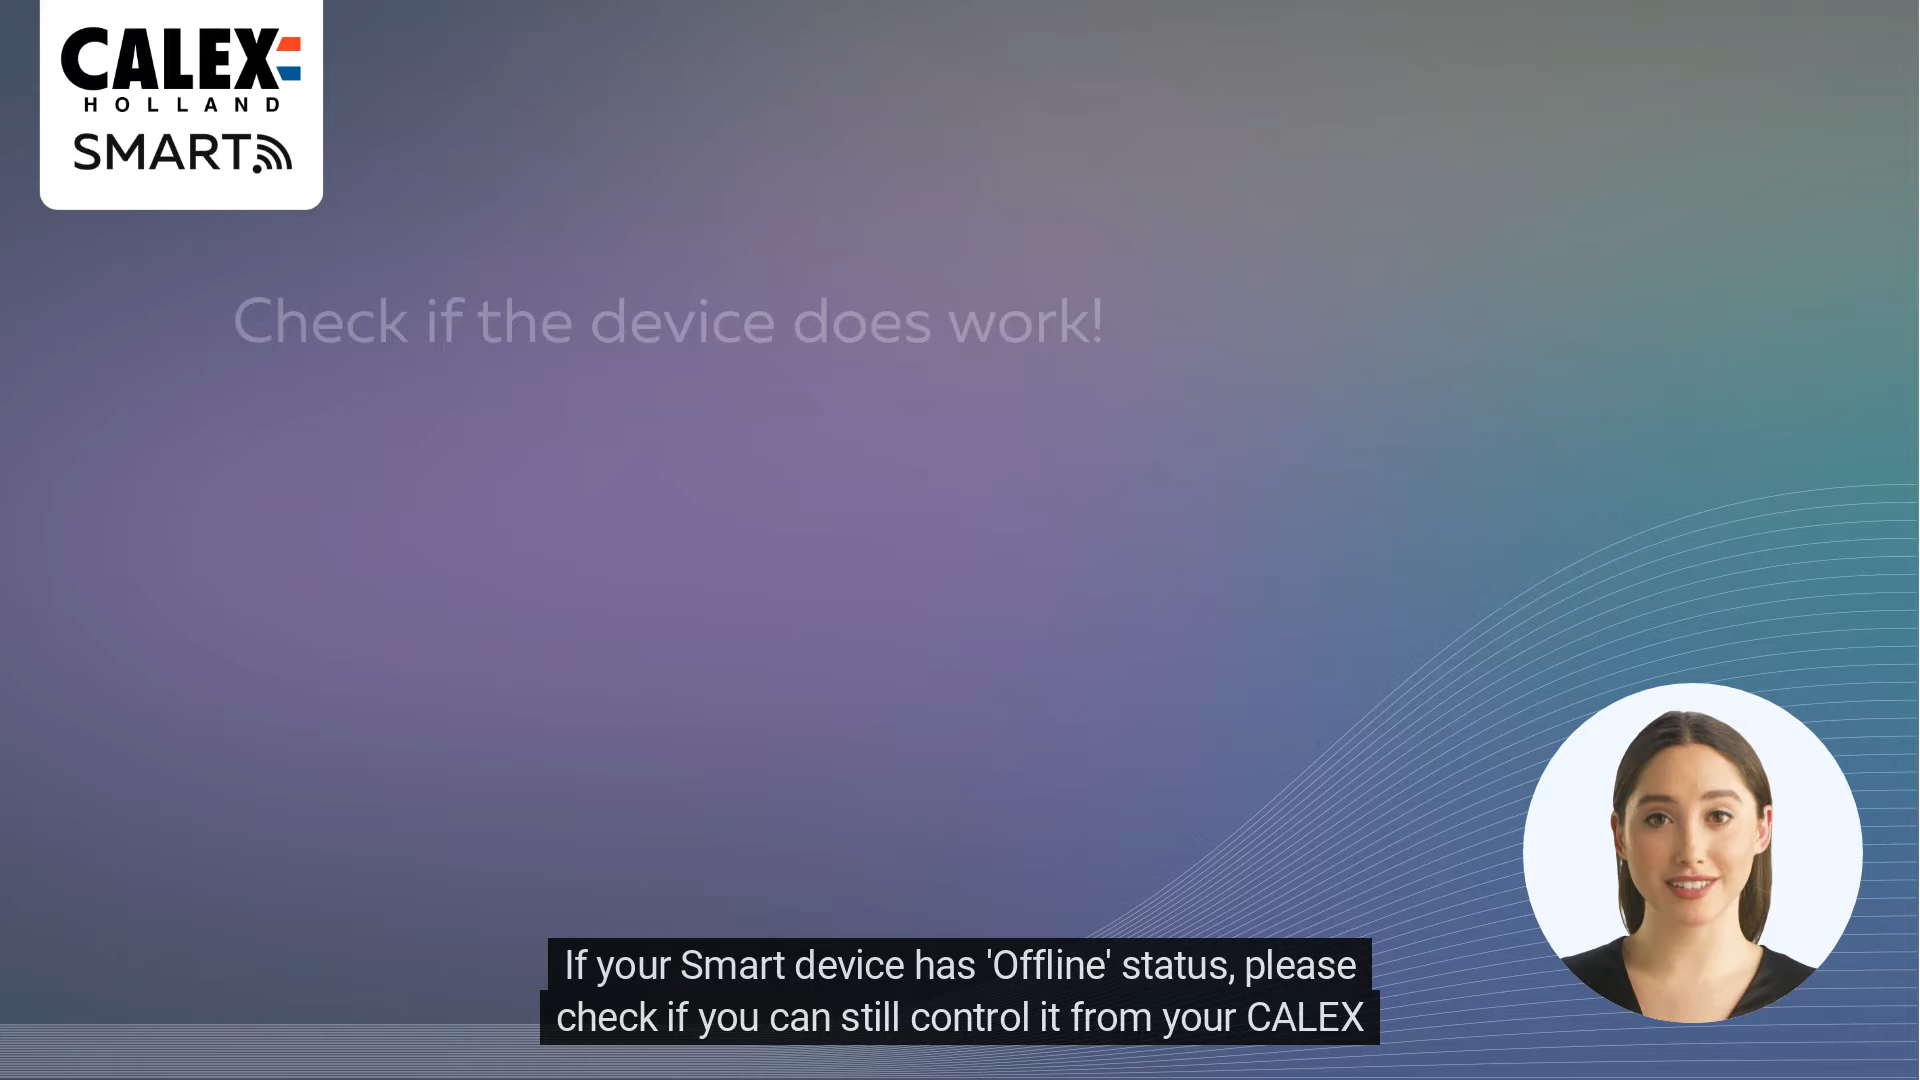 CALEX
HOLLAND
SMART
Check if the device does work!
If your Smart device has 'Offline' status, please
check if you can still control it from your CALEX